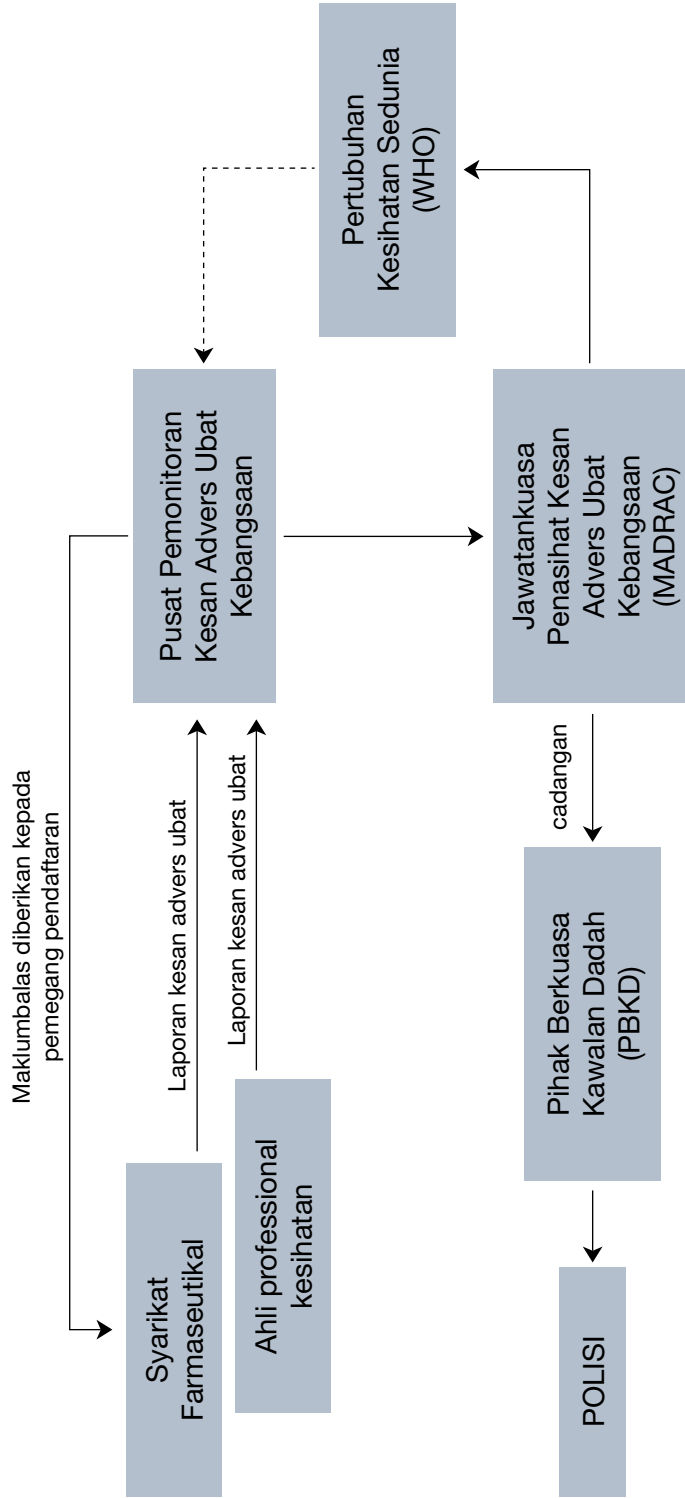 Maklumbalas diberikan kepada
pemegang pendaftaran
Syarikat
Farmaseutikal
Laporan kesan advers ubat
Ahli professional
kesihatan
Laporan kesan advers ubat
Pusat Pemonitoran
Kesan Advers Ubat
Kebangsaan
Pertubuhan
Kesihatan Sedunia
(WHO)
POLISI
Pihak Berkuasa
Kawalan Dadah
(PBKD)
cadangan
Jawatankuasa
Penasihat Kesan
Advers Ubat
Kebangsaan
(MADRAC)